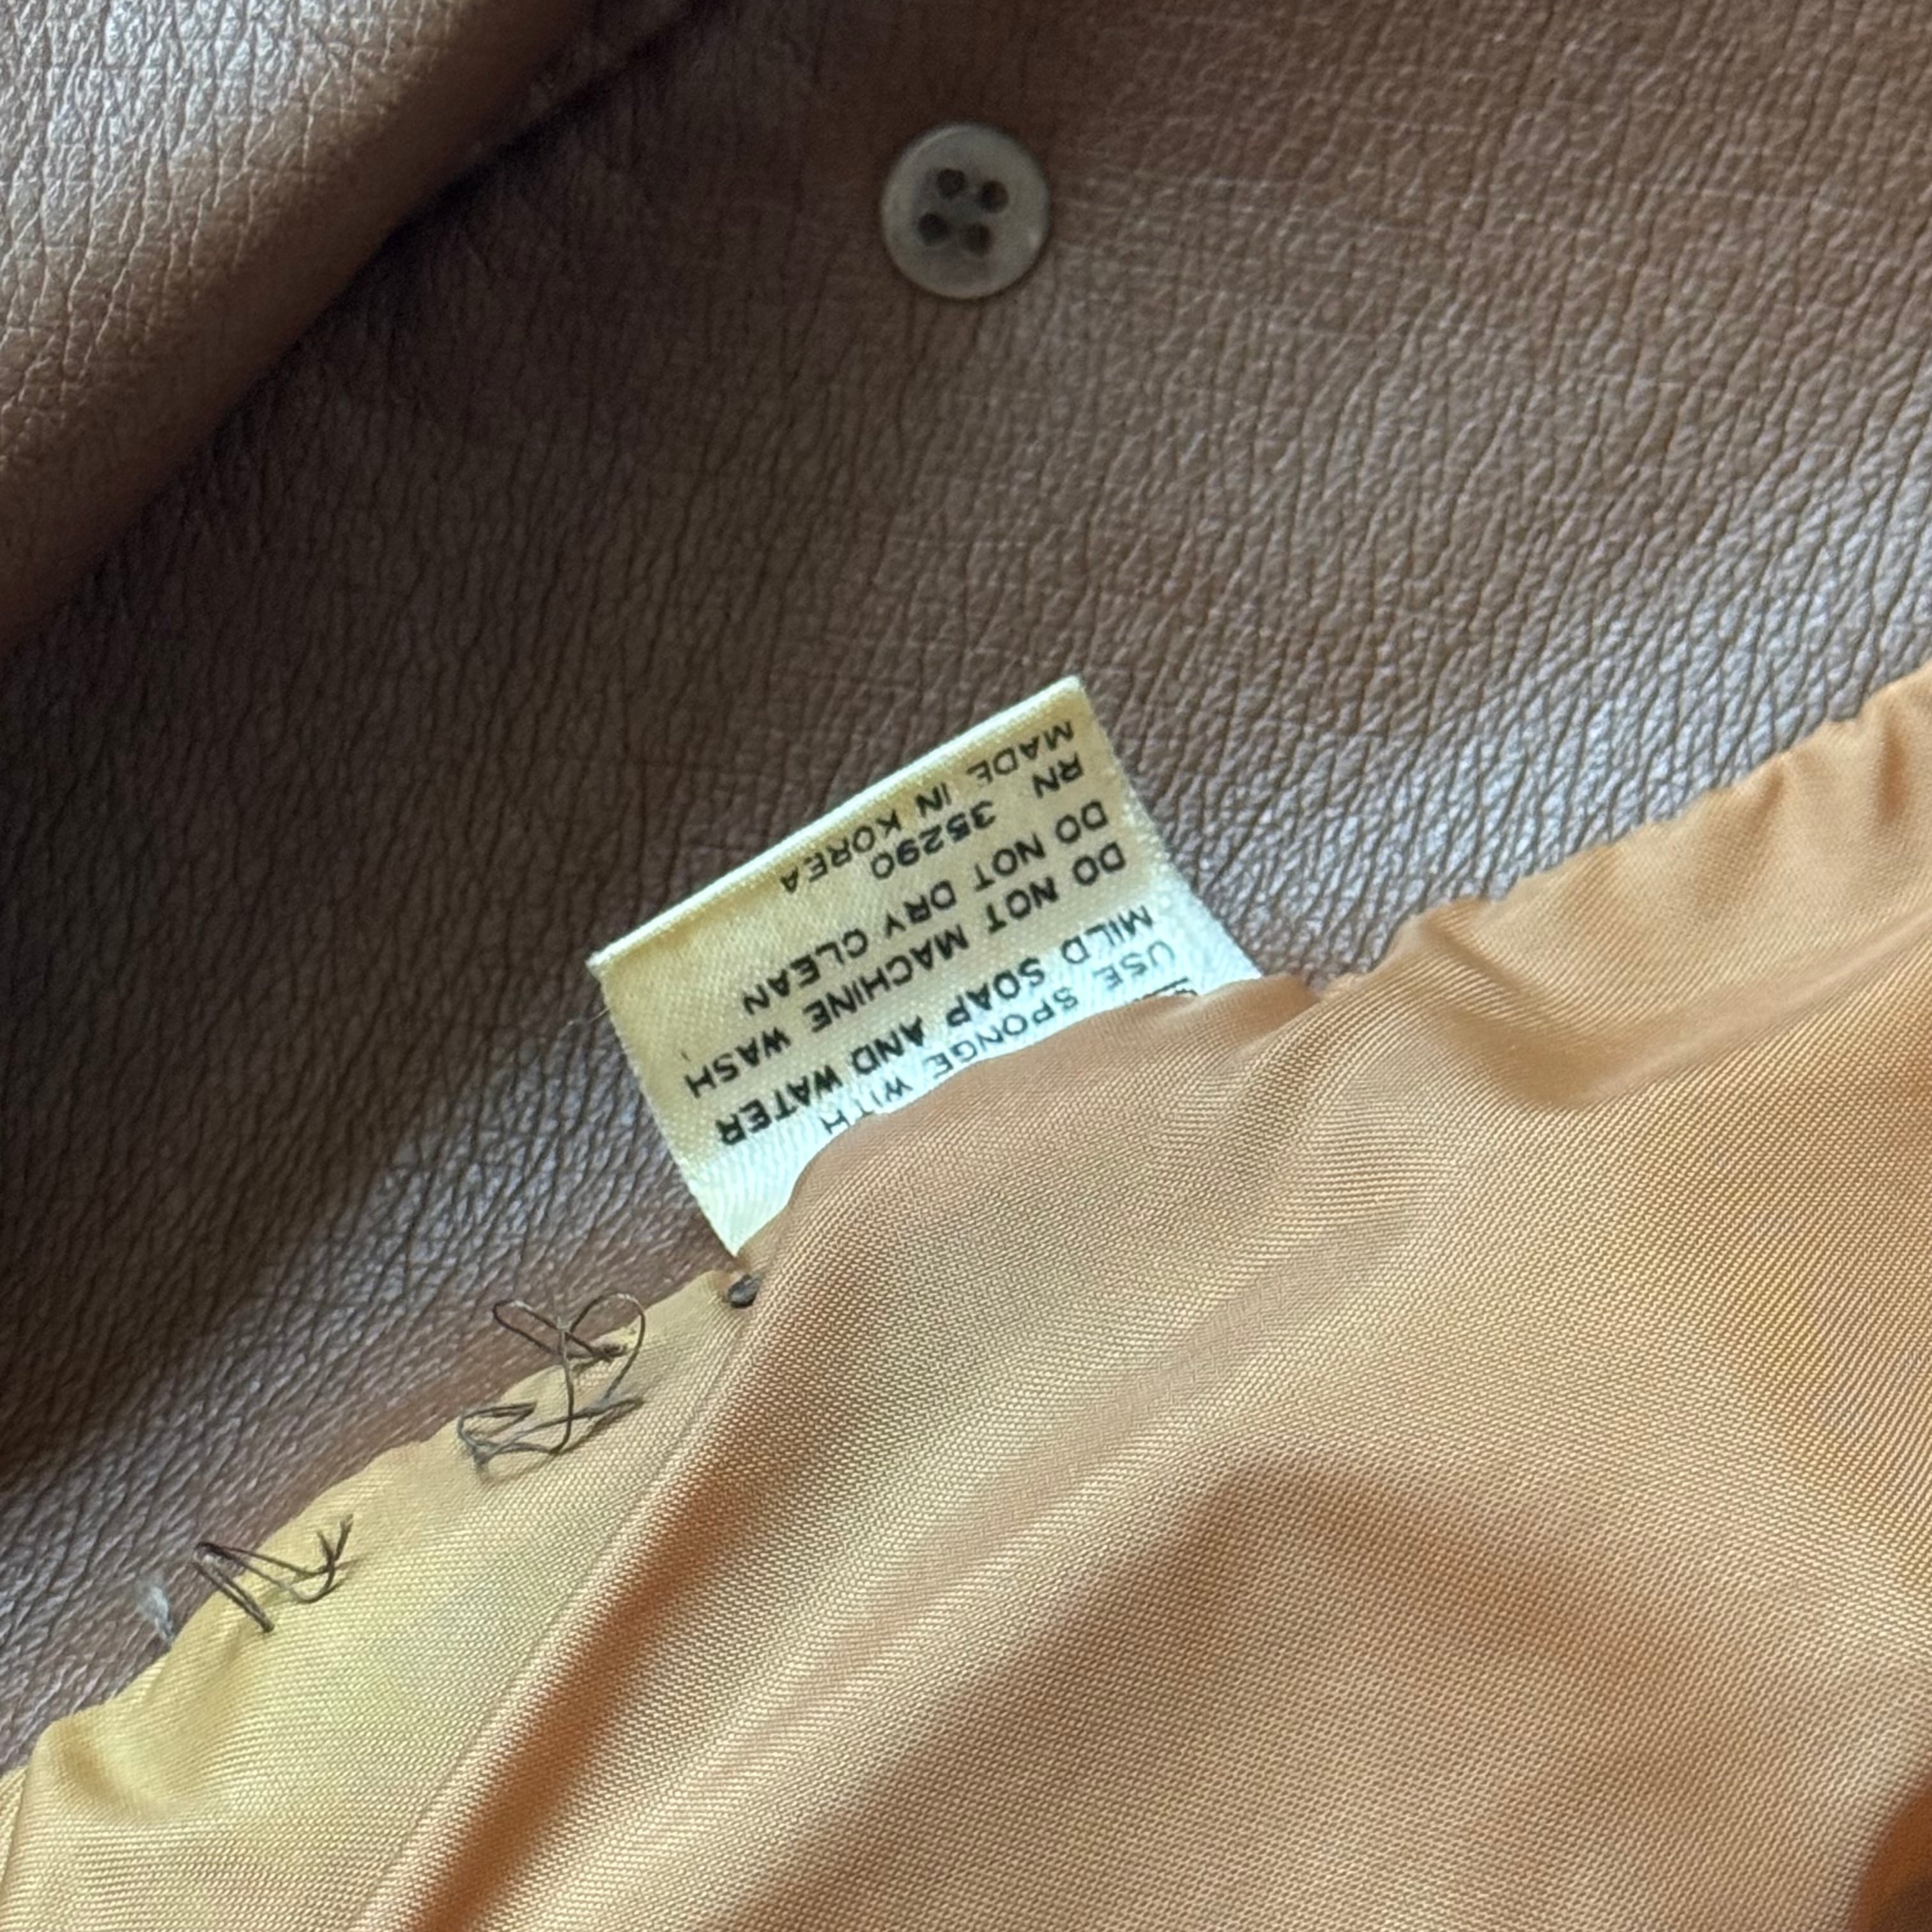 USE SPONGE WITH
MILD SOAP AND WATER
DO NOT MACHINE WASH
DO NOT DRY CLEAN
RN 35290
MADE IN KOREA